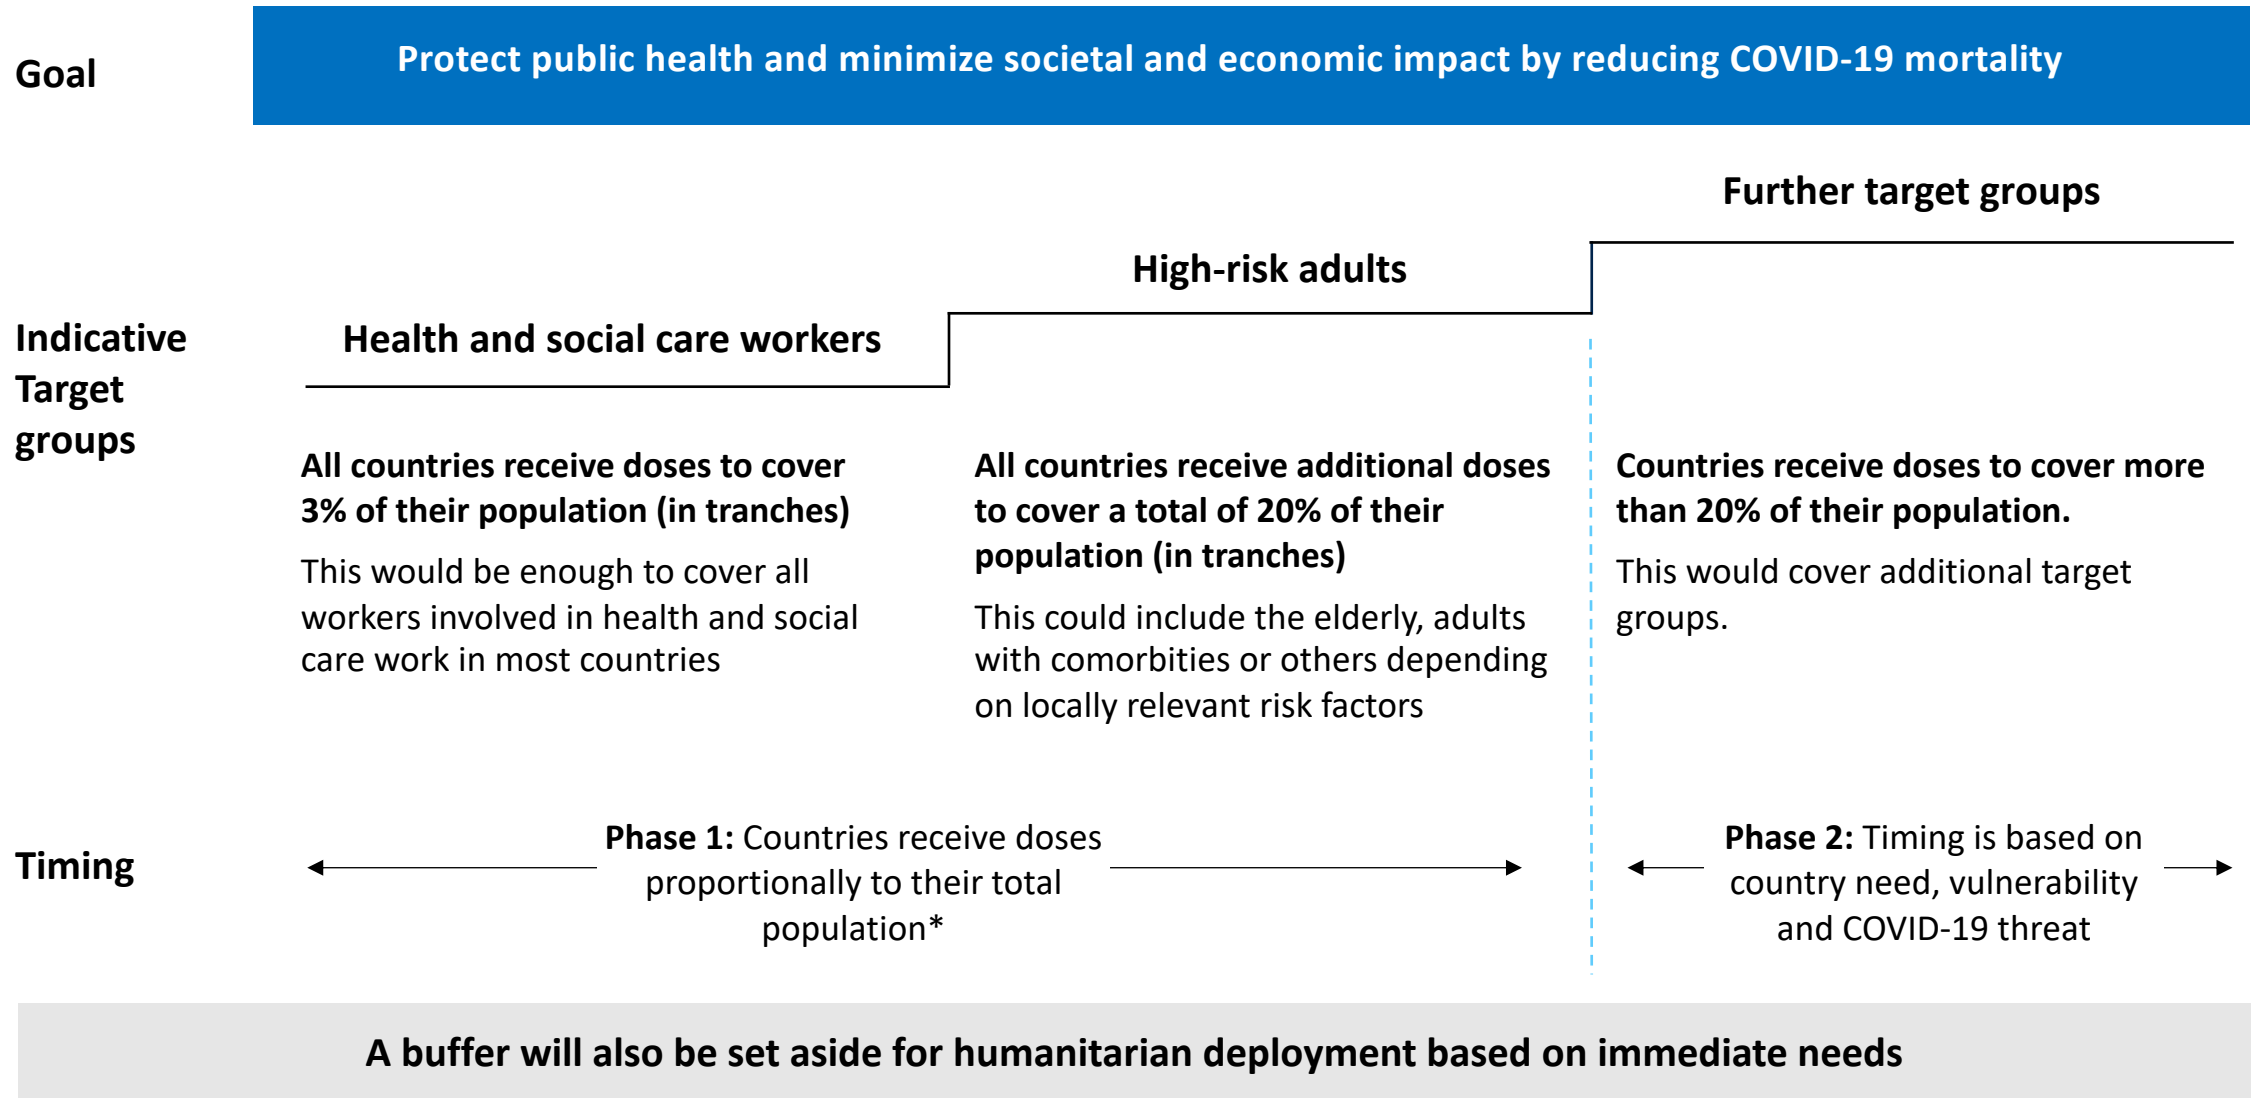 Goal
Protect public health and minimize societal and economic impact by reducing COVID-19 mortality
Further target groups
High-risk adults
Health and social care workers
Indicative
Target
groups
All countries receive doses to cover
3% of their population (in tranches)
This would be enough to cover all
workers involved in health and social
care work in most countries
All countries receive additional doses
to cover a total of 20% of their
population (in tranches)
This could include the elderly, adults
with comorbities or others depending
on locally relevant risk factors
Countries receive doses to cover more
than 20% of their population.
This would cover additional target
groups.
Timing
Phase 1: Countries receive doses
proportionally to their total
population*
Phase 2: Timing is based on
country need, vulnerability
and COVID-19 threat
A buffer will also be set aside for humanitarian deployment based on immediate needs